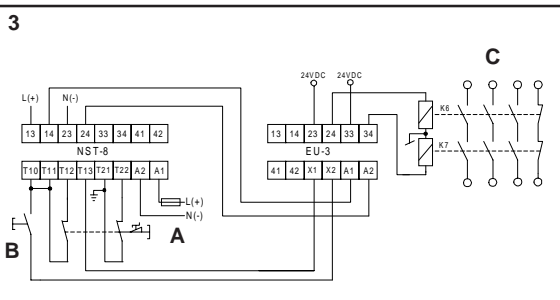 3
C
24VDC 24VDC
L(+) N(-)
K6
13 14 23 24 33 34 41 42
13 14 23 24 33 34
NST-8
EU-3
K7
T10 T11 T12 T13 T21 T22 A2 A1
41 42 X1 X2 A1 A2
L(+)
N(-)
A
B